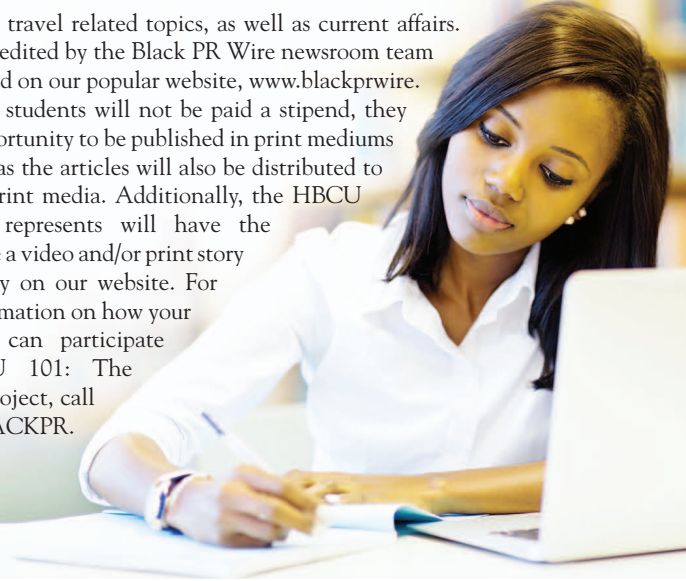 travel related topics, as well as current affairs.
edited by the Black PR Wire newsroom team
d on our popular website, www.blackprwire.
students will not be paid a stipend, they
ortunity to be published in print mediums
as the articles will also be distributed to
rint media. Additionally, the HBCU
represents will have the
e a video and/or print story
y on our website. For
mation on how your
can participate
U 101: The
oject, call
ACKPR.